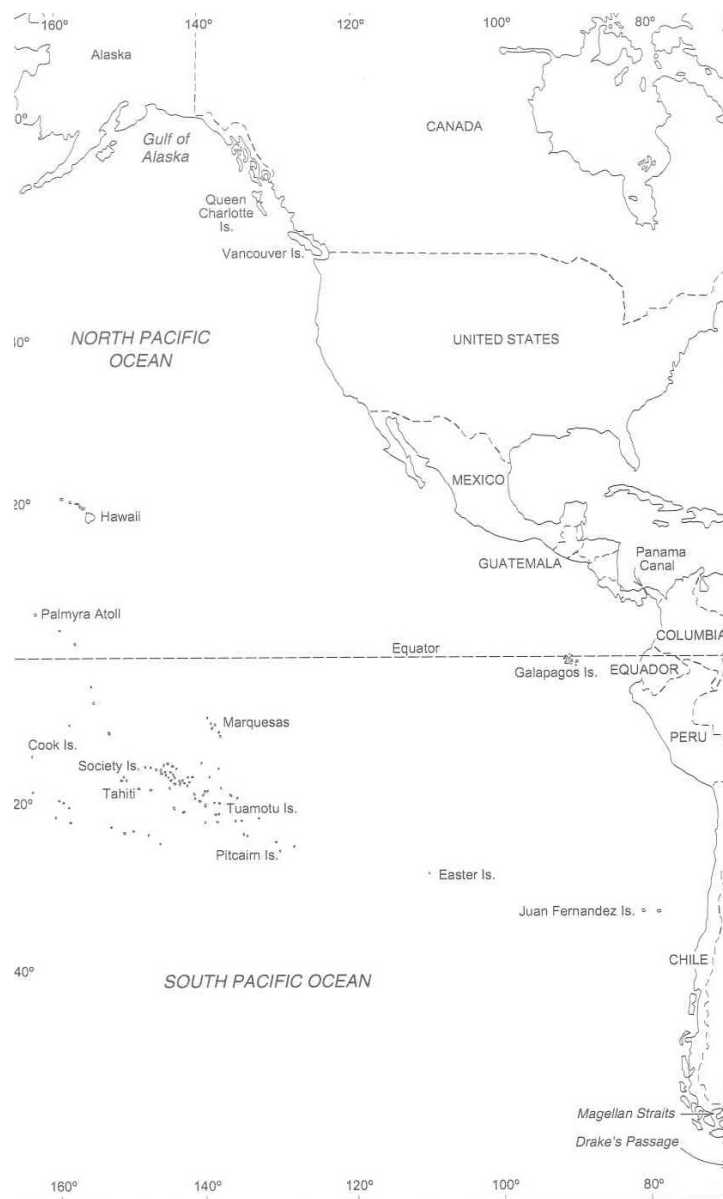 160° 140° 120° 100° 80°
Alaska
0°
CANADA
Gulf of
Alaska
Queen
Charlotte
Is.
Vancouver Is.
NORTH PACIFIC
OCEAN
40°
UNITED STATES
MEXICO
20°
Hawaii
GUATEMALA
Panama
Canal
Palmyra Atoll
COLUMBIA
Equator
Galapagos Is.
EQUADOR
Marquesas
PERU
Cook Is.
Society Is.
Tahiti
20°
Tuamotu Is.
Pitcairn Is.
Easter Is.
Juan Fernandez Is.
CHILE
40°
SOUTH PACIFIC OCEAN
Magellan Straits
Drake's Passage
160° 140° 120° 100° 80°